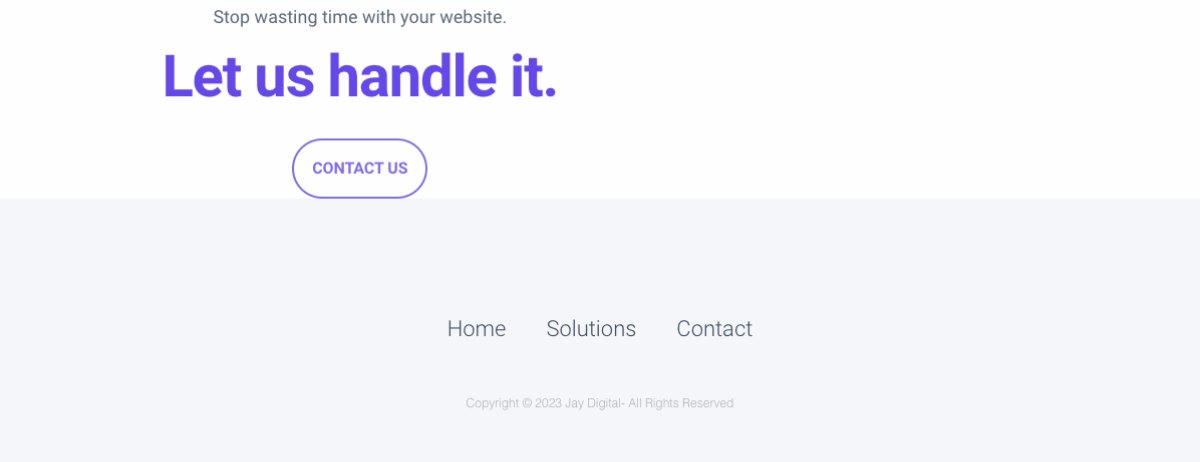 Stop wasting time with your website.
Let us handle it.
CONTACT US
Home Solutions Contact
Copyright © 2023 Jay Digital- All Rights Reserved